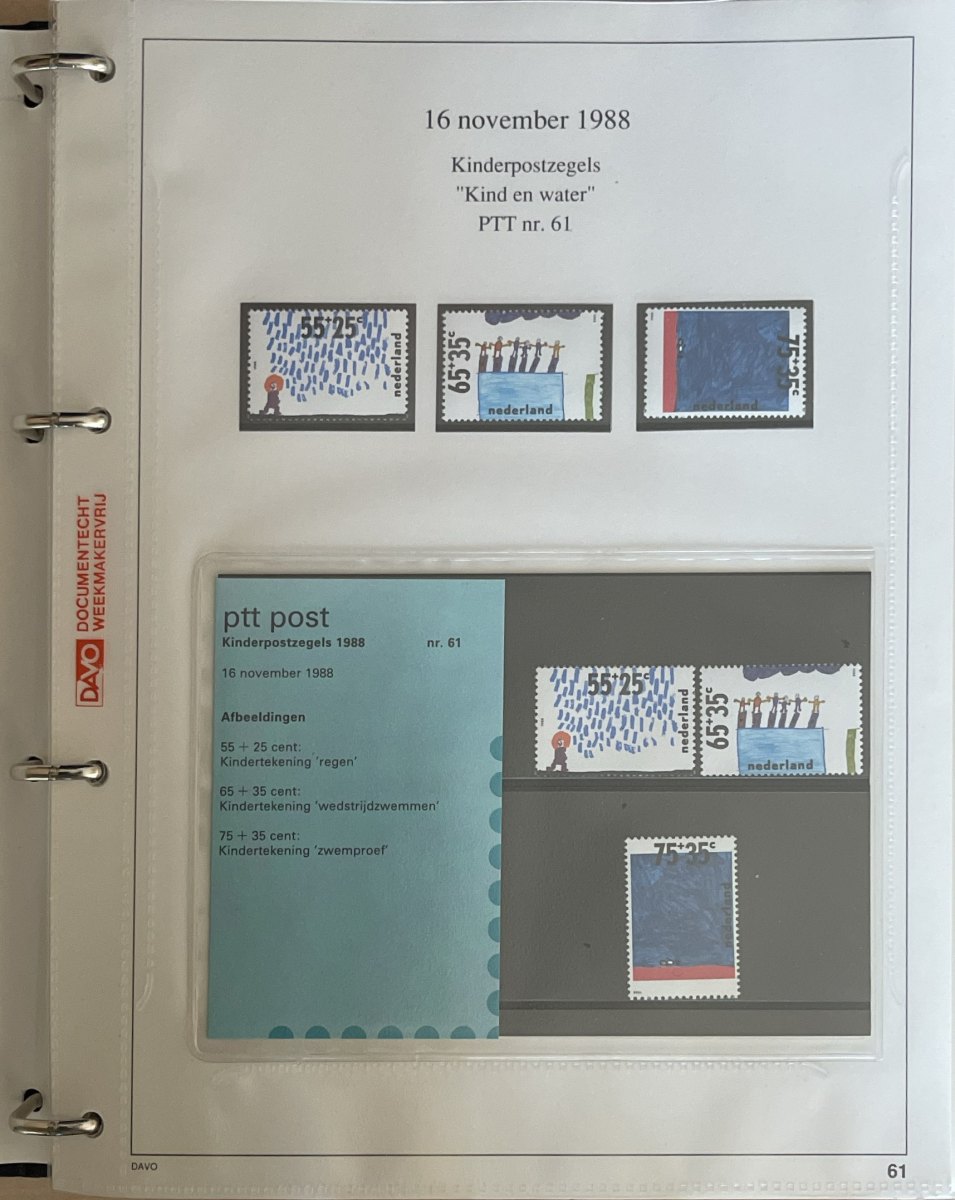 16 november 1988
Kinderpostzegels
"Kind en water"
PTT nr. 61
55+25c
nederland
65+35c
nederland
75+35c
nederland
DAVO
DOCUMENTECHT
WEEKMAKERVRIJ
ptt post
Kinderpostzegels 1988 nr. 61
16 november 1988
Afbeeldingen
55 + 25 cent:
Kindertekening 'regen'
65 + 35 cent:
Kindertekening 'wedstrijdzwemmen'
75 + 35 cent:
Kindertekening 'zwemproef'
55+25c
nederland
65+35c
nederland
75+35c
nederland
DAVO
61